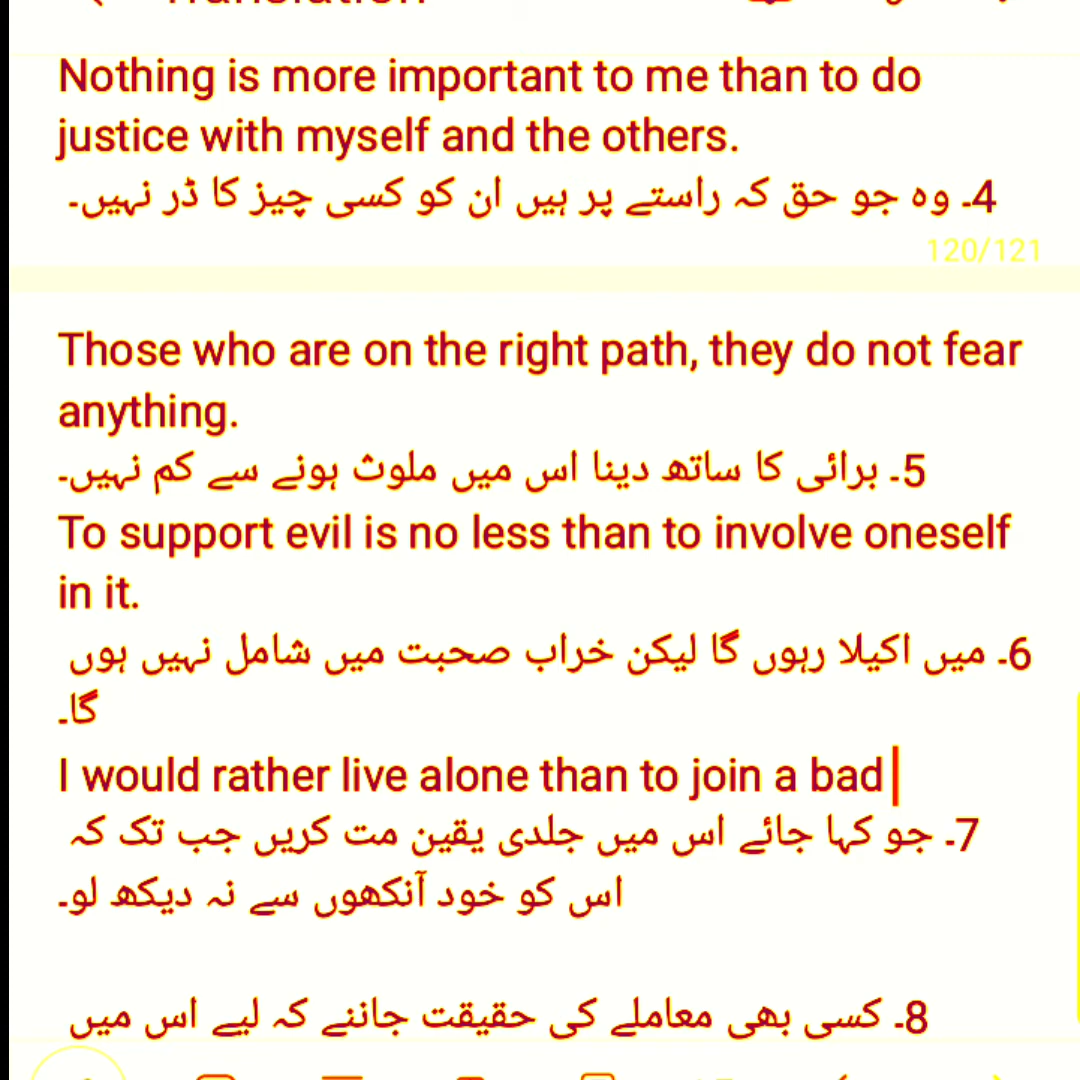 Nothing is more important to me than to do
justice with myself and the others.
4۔ وہ جو حق کہ راستے پر ہیں ان کو کسی چیز کا ڈر نہیں۔
120/121
Those who are on the right path, they do not fear
anything.
5۔ برائی کا ساتھ دینا اس میں ملوث ہونے سے کم نہیں۔
To support evil is no less than to involve oneself
in it.
6۔ میں اکیلا رہوں گا لیکن خراب صحبت میں شامل نہیں ہوں
گا۔
I would rather live alone than to join a bad
7۔ جو کہا جائے اس میں جلدی یقین مت کریں جب تک کہ
اس کو خود آنکھوں سے نہ دیکھ لو۔
8۔ کسی بھی معاملے کی حقیقت جاننے کہ لیے اس میں